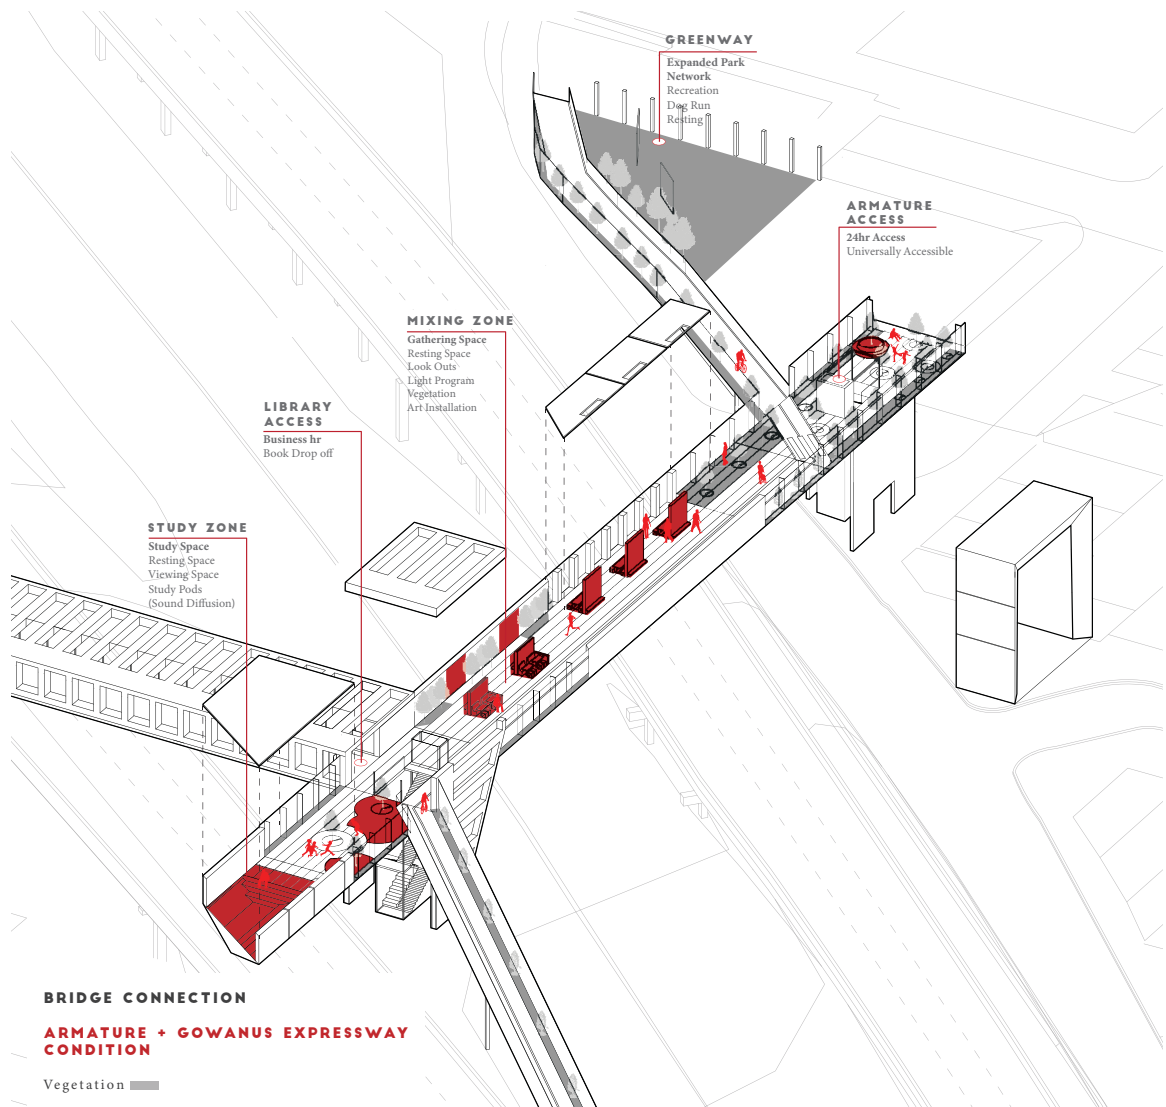 GREENWAY
Expanded Park
Network
Recreation
Dog Run
Resting
ARMATURE
ACCESS
24hr Access
Universally Accessible
MIXING ZONE
Gathering Space
Resting Space
Look Outs
Light Program
Vegetation
Art Installation
LIBRARY
ACCESS
Business hr
Book Drop off
STUDY ZONE
Study Space
Resting Space
Viewing Space
Study Pods
(Sound Diffusion)
BRIDGE CONNECTION
ARMATURE + GOWANUS EXPRESSWAY
CONDITION
Vegetation